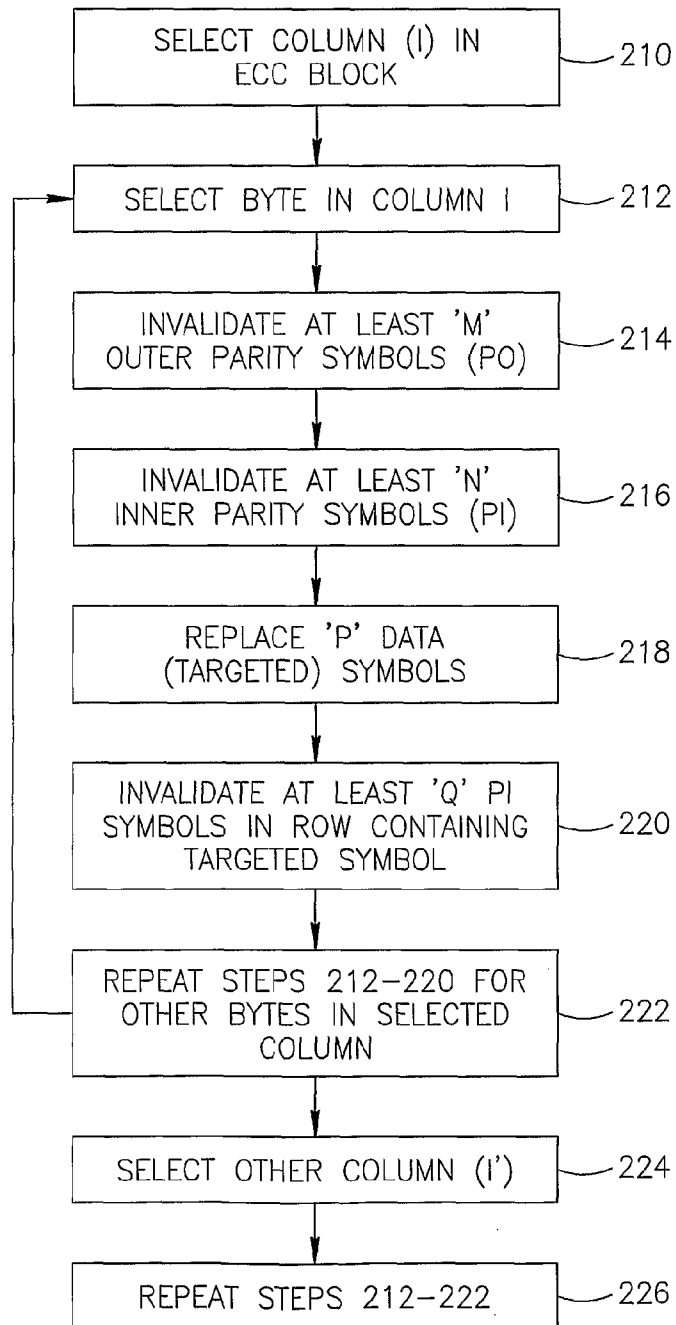 SELECT COLUMN (I) IN
ECC BLOCK
210
SELECT BYTE IN COLUMN I
212
INVALIDATE AT LEAST 'M'
OUTER PARITY SYMBOLS (PO)
214
INVALIDATE AT LEAST 'N'
INNER PARITY SYMBOLS (PI)
216
REPLACE 'P' DATA
(TARGETED) SYMBOLS
218
INVALIDATE AT LEAST 'Q' PI
SYMBOLS IN ROW CONTAINING
TARGETED SYMBOL
220
REPEAT STEPS 212-220 FOR
OTHER BYTES IN SELECTED
COLUMN
222
SELECT OTHER COLUMN (I')
224
REPEAT STEPS 212-222
226